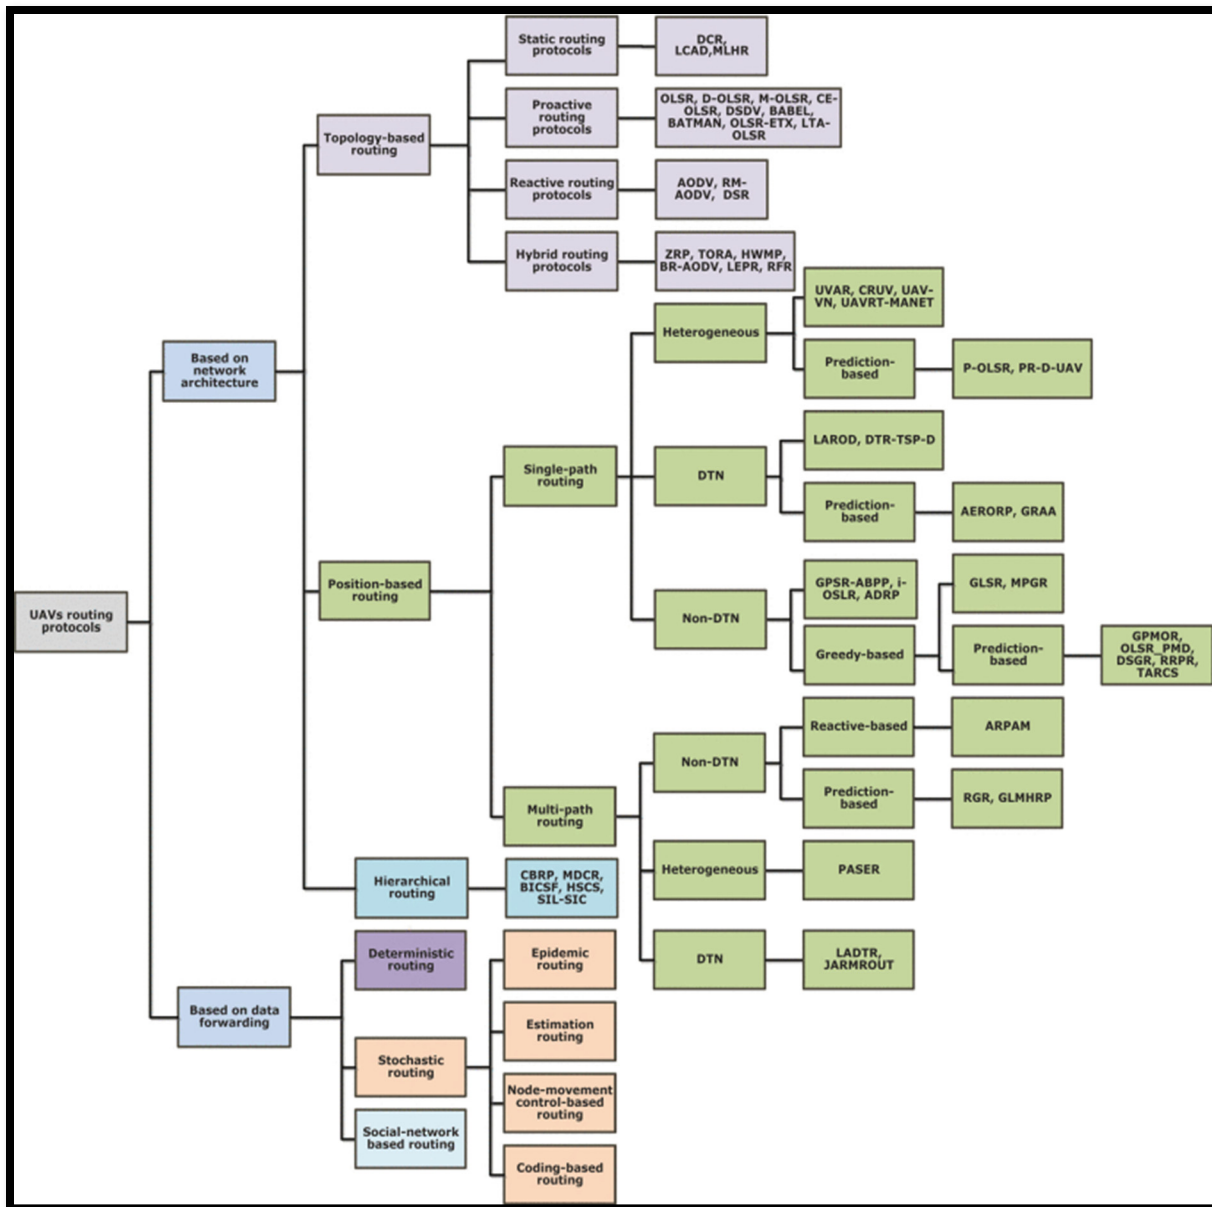 Static routing
protocols
DCR,
LCAD,MLHR
Proactive
routing
protocols
OLSR, D-OLSR, M-OLSR, CE-
OLSR, DSDV, BABEL,
BATMAN, OLSR-ETX, LTA-
OLSR
Topology-based
routing
Reactive routing
protocols
AODV, RM-
AODV, DSR
Hybrid routing
protocols
ZRP, TORA, HWMP,
BR-AODV, LEPR, RFR
UVAR, CRUV, UAV-
VN, UAVRT-MANET
Heterogeneous
Based on
network
architecture
Prediction-
based
P-OLSR, PR-D-UAV
LAROD, DTR-TSP-D
Single-path
routing
DTN
Prediction-
based
AERORP, GRAA
Position-based
routing
GPSR-ABPP, i-
OSLR, ADRP
GLSR, MPGR
UAVs routing
protocols
Non-DTN
Greedy-based
Prediction-
based
GPMOR,
OLSR_PMD,
DSGR, RRPR,
TARCS
Reactive-based
ARPAM
Non-DTN
Prediction-
based
RGR, GLMHRP
Multi-path
routing
Heterogeneous
PASER
Hierarchical
routing
CBRP, MDCR,
BICSF, HSCS,
SIL-SIC
Deterministic
routing
Epidemic
routing
DTN
LADTR,
JARMROUT
Based on data
forwarding
Estimation
routing
Stochastic
routing
Node-movement
control-based
routing
Social-network
based routing
Coding-based
routing